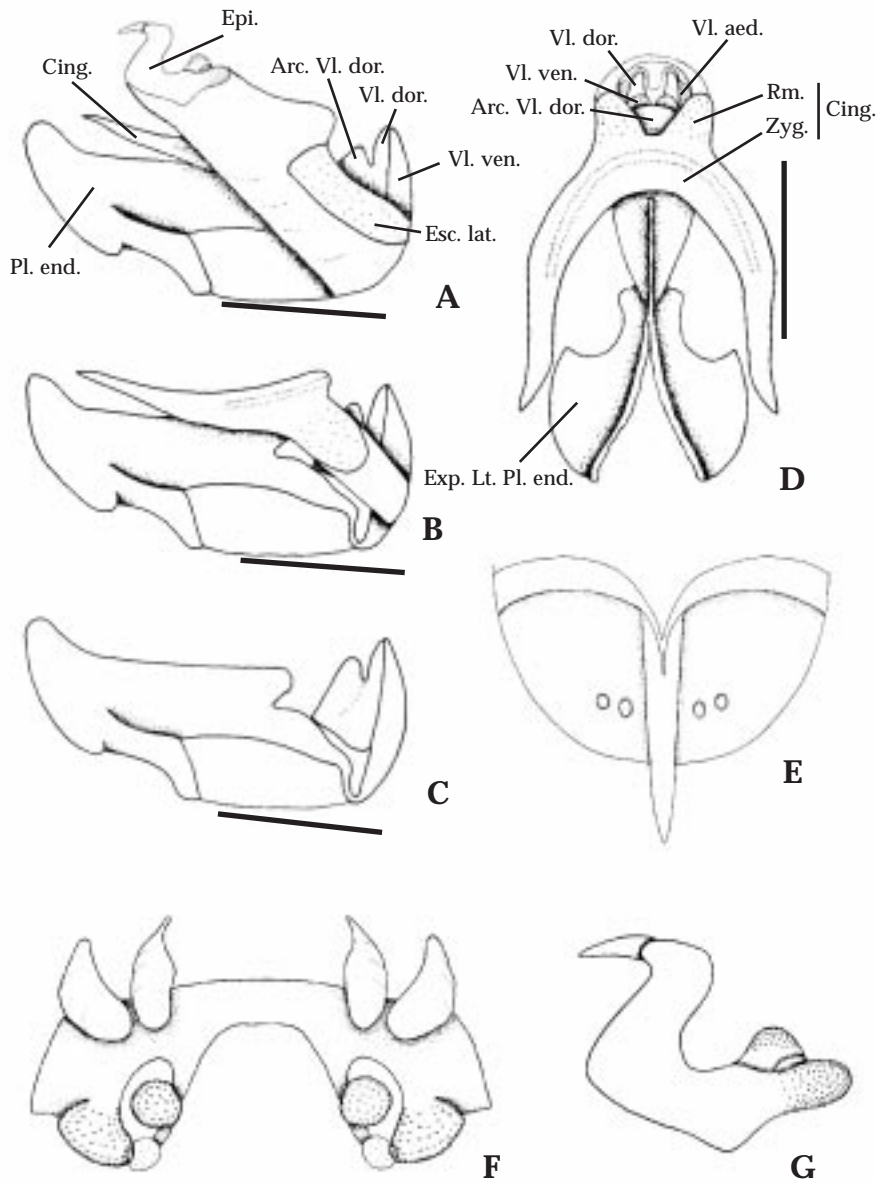 Epi.
Cing.
Arc. Vl. dor.
Vl. dor.
Vl. ven.
Esc. lat.
Pl. end.
A
Vl. dor.
Vl. aed.
Vl. ven.
Arc. Vl. dor.
Rm.
Zyg.
Cing.
Exp. Lt. Pl. end.
D
B
C
E
F
G